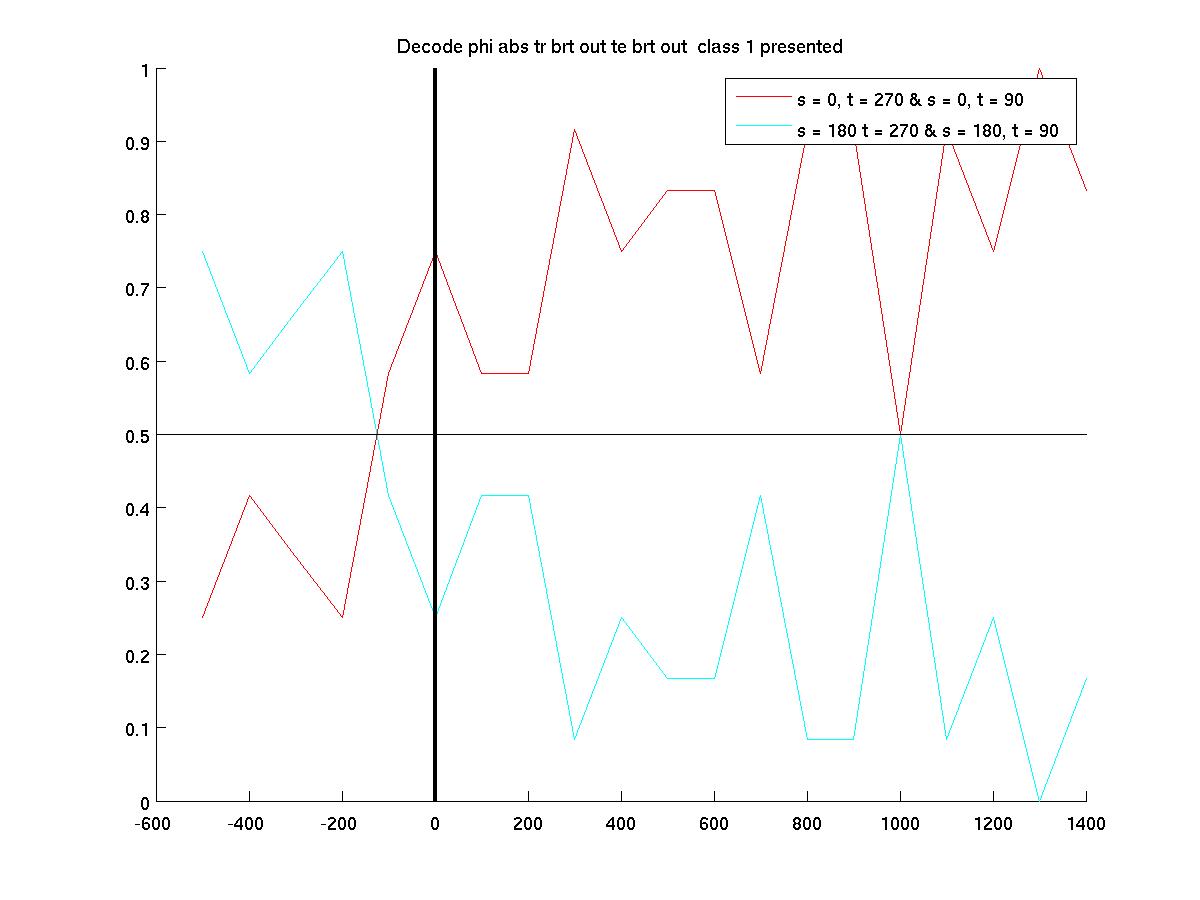 Decode phi abs tr brt out te brt out class 1 presented
1
s = 0, t = 270 & s = 0, t = 90
s = 180 t = 270 & s = 180, t = 90
0.9
0.8
0.7
0.6
0.5
0.4
0.3
0.2
0.1
0
-600 -400 -200 0 200 400 600 800 1000 1200 1400